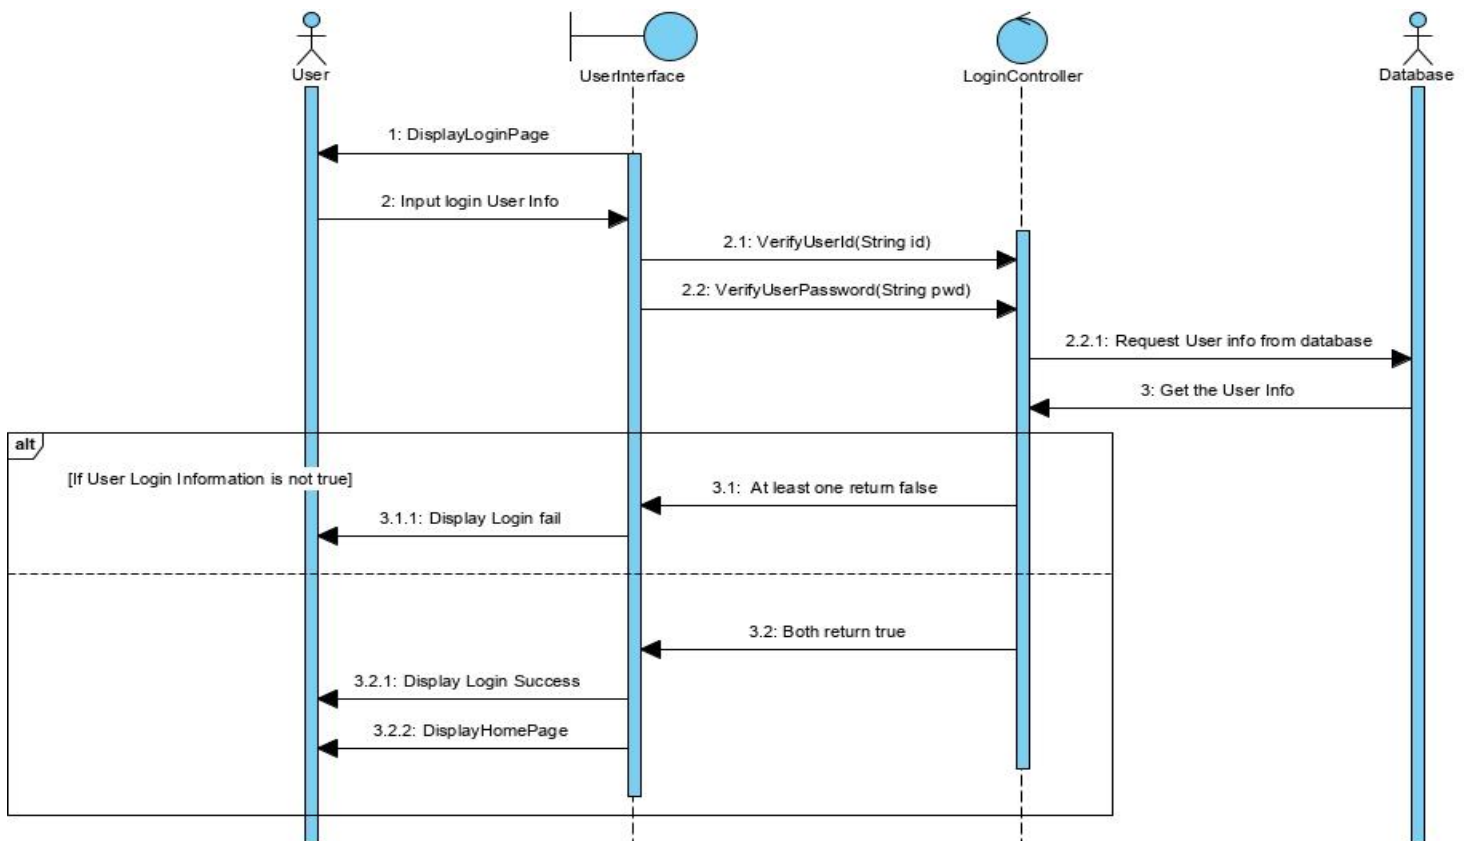 User
UserInterface
LoginController
Database
1: DisplayLoginPage
2: Input login User Info
2.1: VerifyUserId(String id)
2.2: VerifyUserPassword(String pwd)
2.2.1: Request User info from database
3: Get the User Info
alt
[If User Login Information is not true]
3.1: At least one return false
3.1.1: Display Login fail
3.2: Both return true
3.2.1: Display Login Success
3.2.2: DisplayHomePage